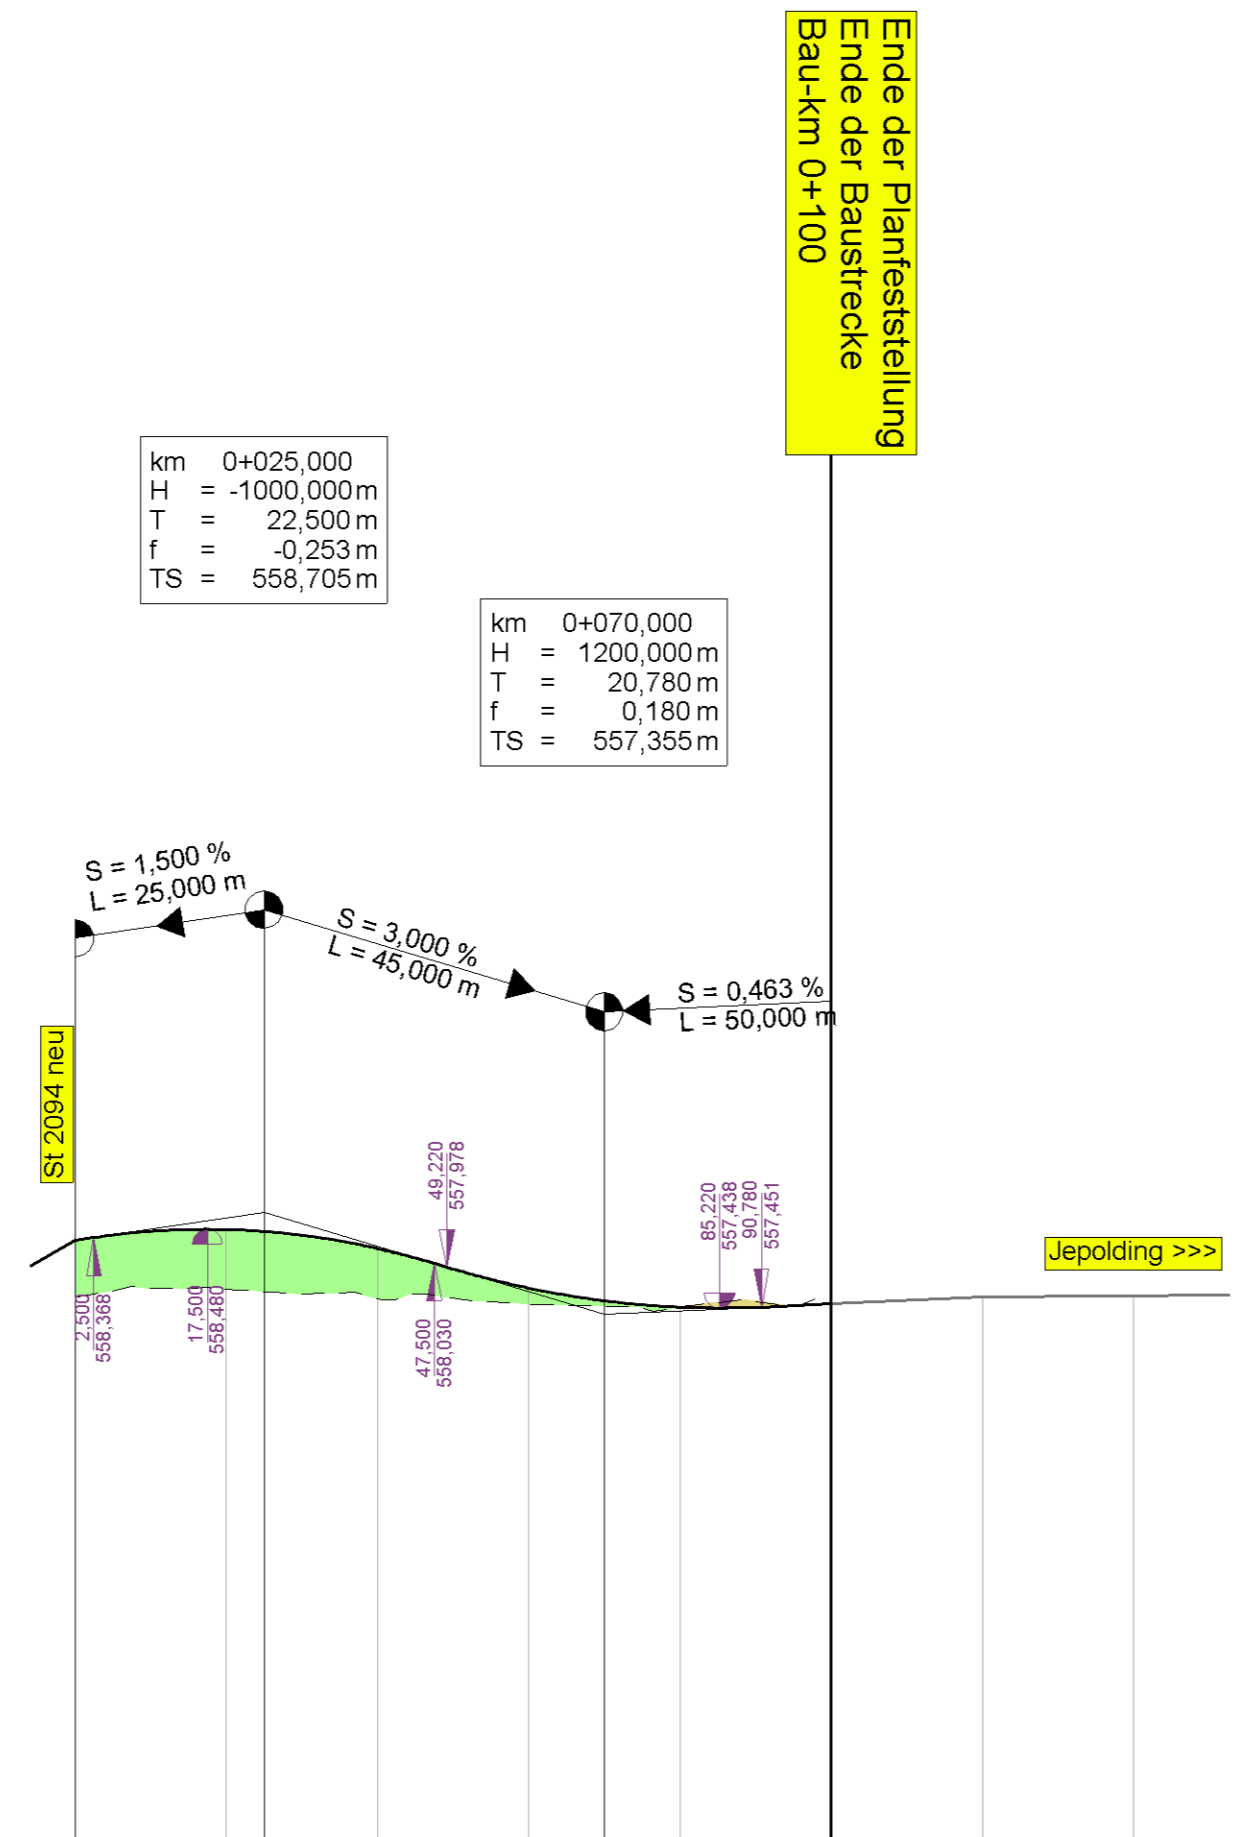 Ende der Planfeststellung
Ende der Baustrecke
Bau-km 0+100
km 0+025,000
H = -1000,000 m
T = 22,500 m
f = -0,253 m
TS = 558,705 m
km 0+070,000
H = 1200,000 m
T = 20,780 m
f = 0,180 m
TS = 557,355 m
S = 1,500 %
L = 25,000 m
S = 3,000 %
L = 45,000 m
S = 0,463 %
L = 50,000 m
St 2094 neu
49,220
557,978
85,220
557,438
90,780
557,451
Jepolding >>>
2,500
558,368
17,500
558,480
47,500
558,030